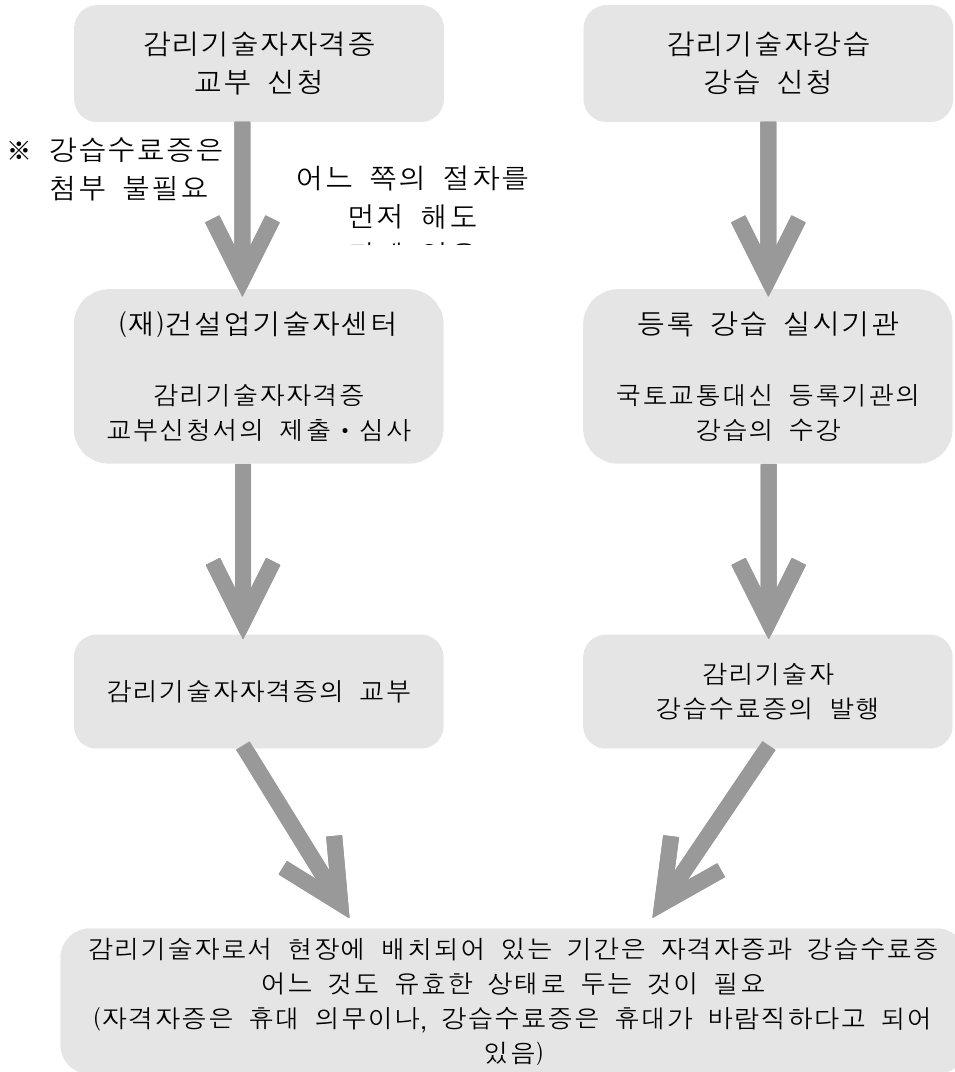 감리기술자자격증
교부 신청
감리기술자강습
강습 신청
※ 강습수료증은
첨부 불필요
어느 쪽의 절차를
먼저 해도
(재)건설업기술자센터
감리기술자자격증
교부신청서의 제출・심사
등록 강습 실시기관
국토교통대신 등록기관의
강습의 수강
감리기술자자격증의 교부
감리기술자
강습수료증의 발행
감리기술자로서 현장에 배치되어 있는 기간은 자격자증과 강습수료증
어느 것도 유효한 상태로 두는 것이 필요
(자격자증은 휴대 의무이나, 강습수료증은 휴대가 바람직하다고 되어
있음)